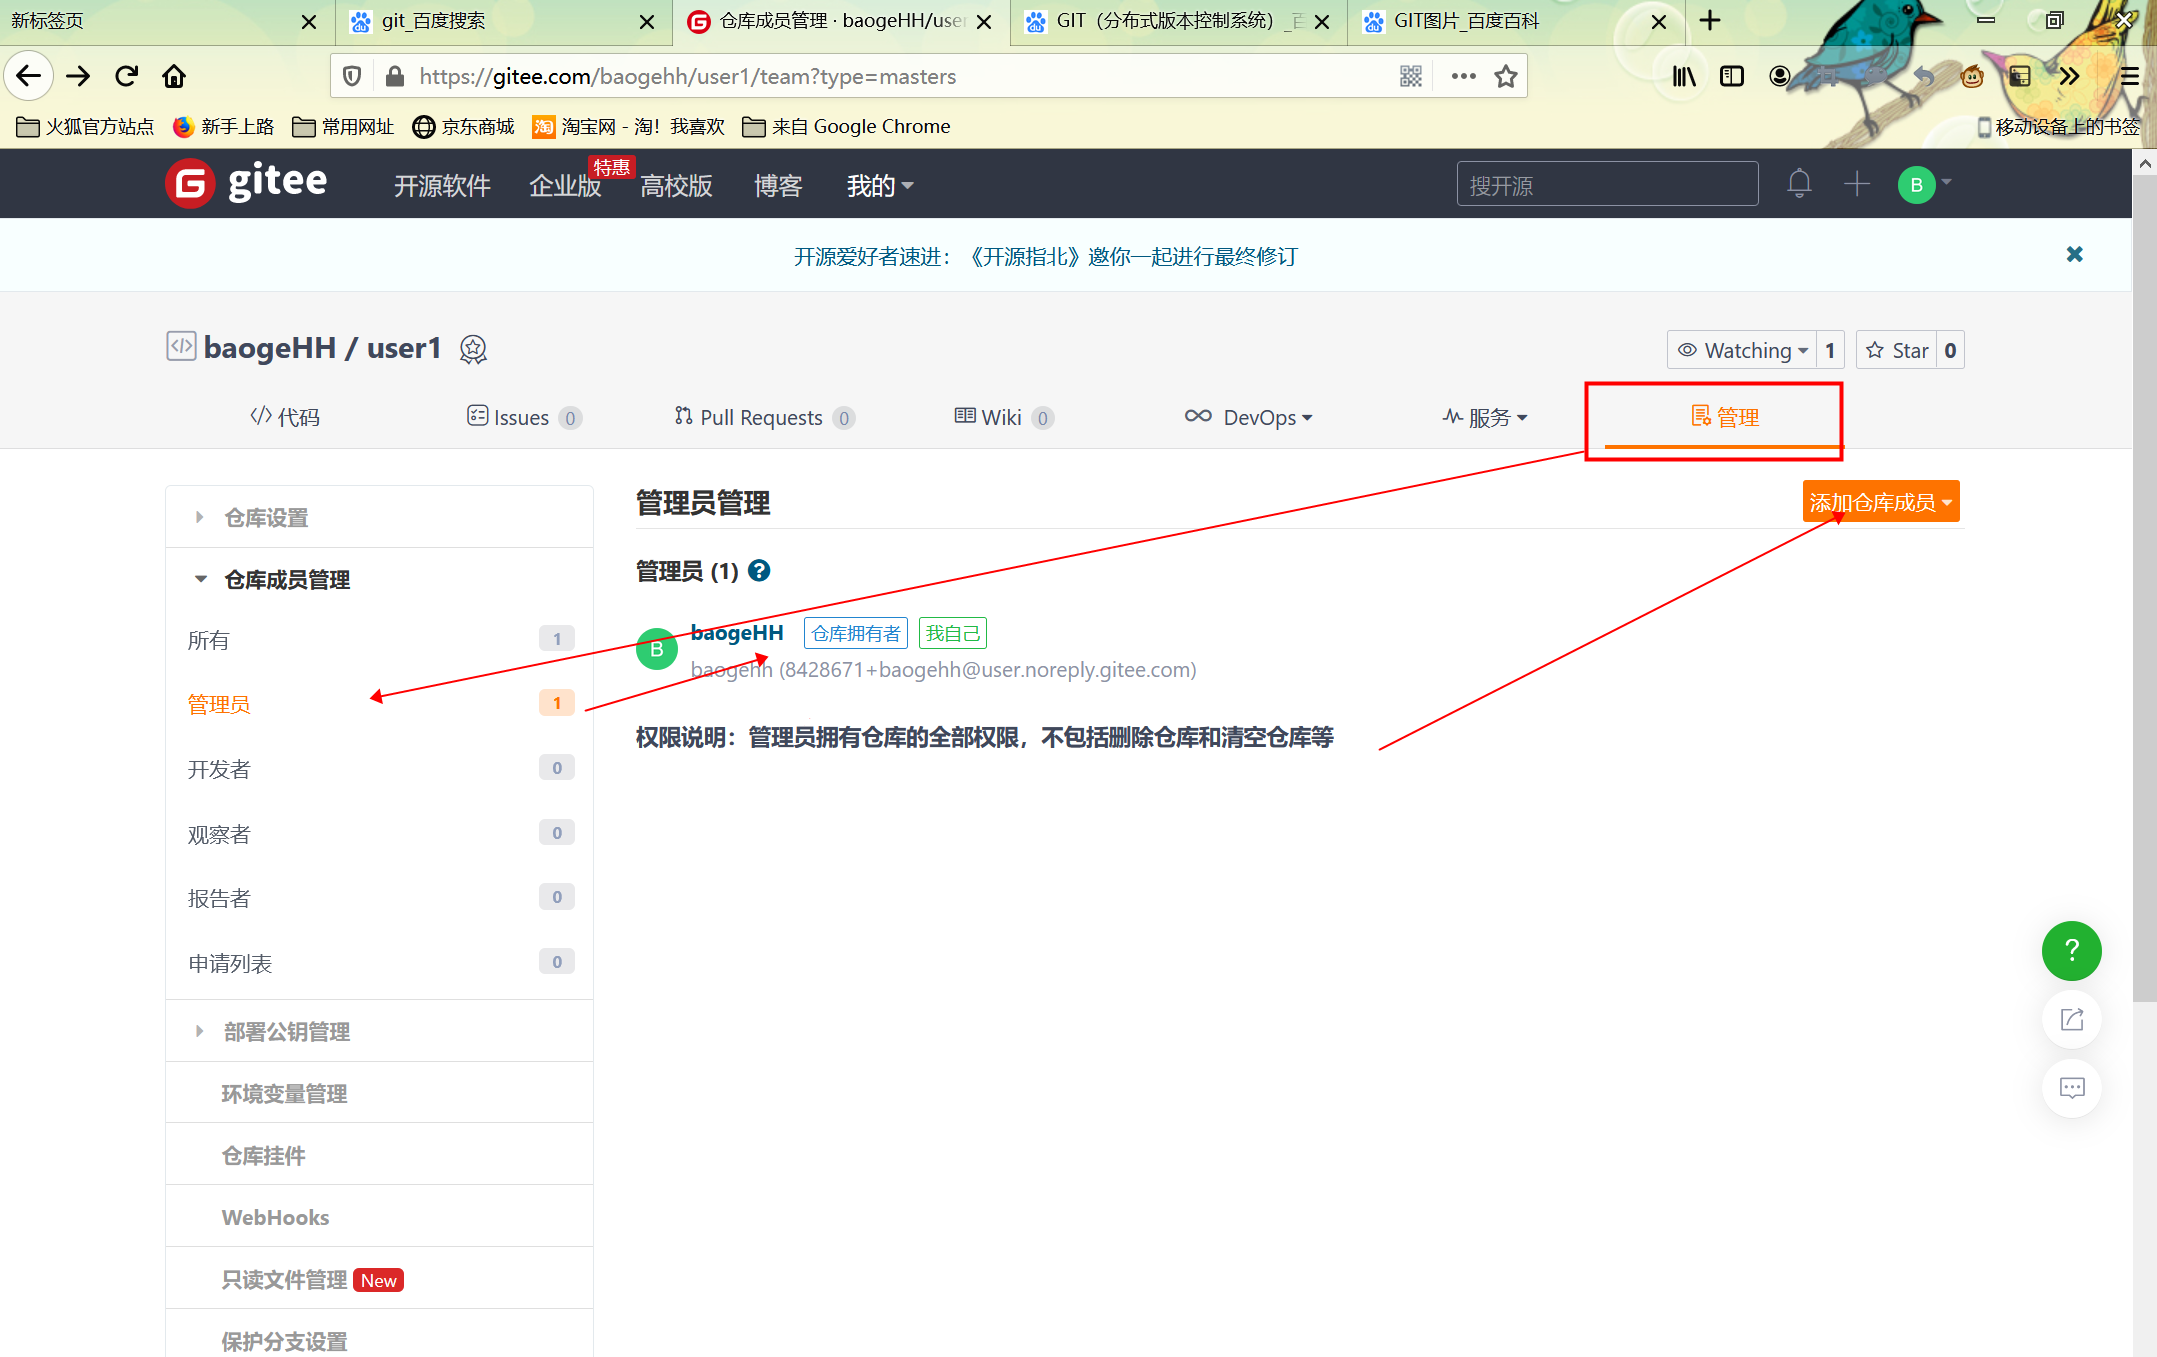 新标签页
git_百度搜索
仓库成员管理 · baogeHH/user
GIT（分布式版本控制系统）_百
GIT图片_百度百科
https://gitee.com/baogehh/user1/team?type=masters
火狐官方站点
新手上路
常用网址
京东商城
淘 淘宝网 - 淘！我喜欢
来自 Google Chrome
移动设备上的书签
G gitee
开源软件
企业版
特惠
高校版
博客
我的
搜开源
B
开源爱好者速进：《开源指北》邀你一起进行最终修订
baogeHH / user1
Watching 1
Star 0
代码
Issues 0
Pull Requests 0
Wiki 0
DevOps
服务
管理
仓库设置
仓库成员管理
所有 1
管理员 1
开发者 0
观察者 0
报告者 0
申请列表 0
部署公钥管理
环境变量管理
仓库挂件
WebHooks
只读文件管理 New
保护分支设置
管理员管理
添加仓库成员
管理员 (1) ?
B
baogeHH 仓库拥有者 我自己
baogehh (8428671+baogehh@user.noreply.gitee.com)
权限说明：管理员拥有仓库的全部权限，不包括删除仓库和清空仓库等
?